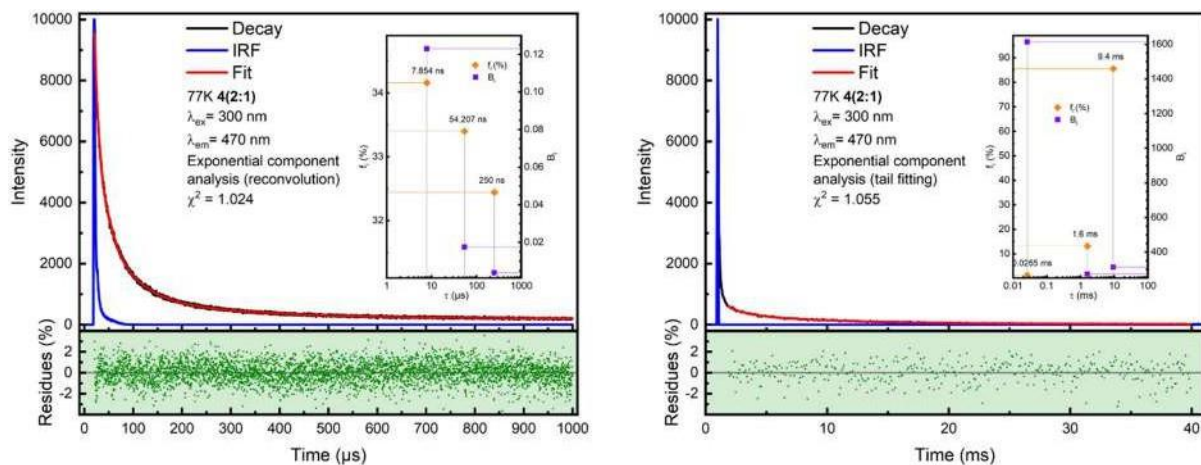 10000
8000
6000
4000
2000
0
Intensity
Decay
IRF
Fit
77K 4(2:1)
λex= 300 nm
λem= 470 nm
Exponential component
analysis (reconvolution)
χ² = 1.024
34
33
32
fi (%)
7.854 ns
54.207 ns
250 ns
fi(%)
Bi
0.12
0.10
0.08
0.06
0.04
0.02
0.00
Bi
1 10 100 1000
τ (µs)
2
0
-2
Residues (%)
0 100 200 300 400 500 600 700 800 900 1000
Time (µs)
10000
8000
6000
4000
2000
0
Intensity
Decay
IRF
Fit
77K 4(2:1)
λex= 300 nm
λem= 470 nm
Exponential component
analysis (tail fitting)
χ² = 1.055
90
80
70
60
50
40
30
20
10
fi (%)
9.4 ms
fi(%)
Bi
1.6 ms
0.0265 ms
1600
1400
1200
1000
800
600
400
Bi
0.01 0.1 1 10 100
τ (ms)
2
0
-2
Residues (%)
0 10 20 30 40
Time (ms)